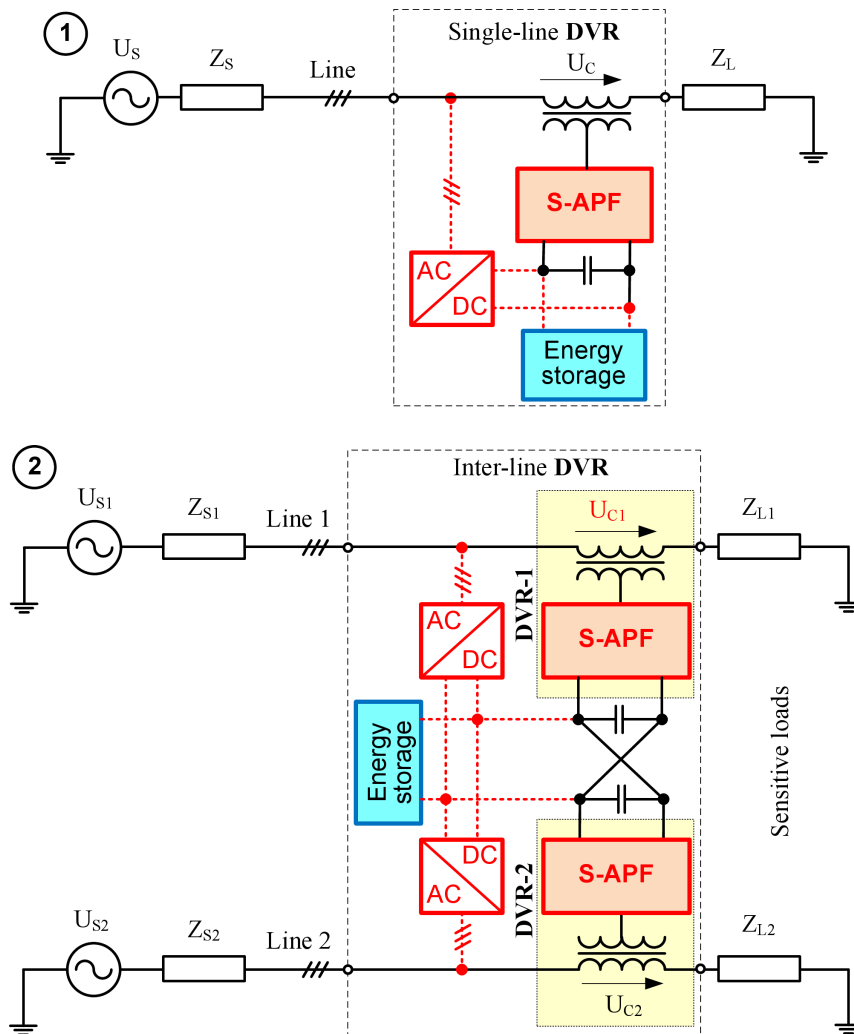 1
Single-line DVR
U_S
Z_S
Line
U_C
Z_L
S-APF
AC
DC
Energy
storage
2
Inter-line DVR
U_S1
Z_S1
Line 1
U_C1
Z_L1
DVR-1
AC
DC
S-APF
Energy
storage
Sensitive loads
DC
AC
S-APF
DVR-2
U_S2
Z_S2
Line 2
U_C2
Z_L2